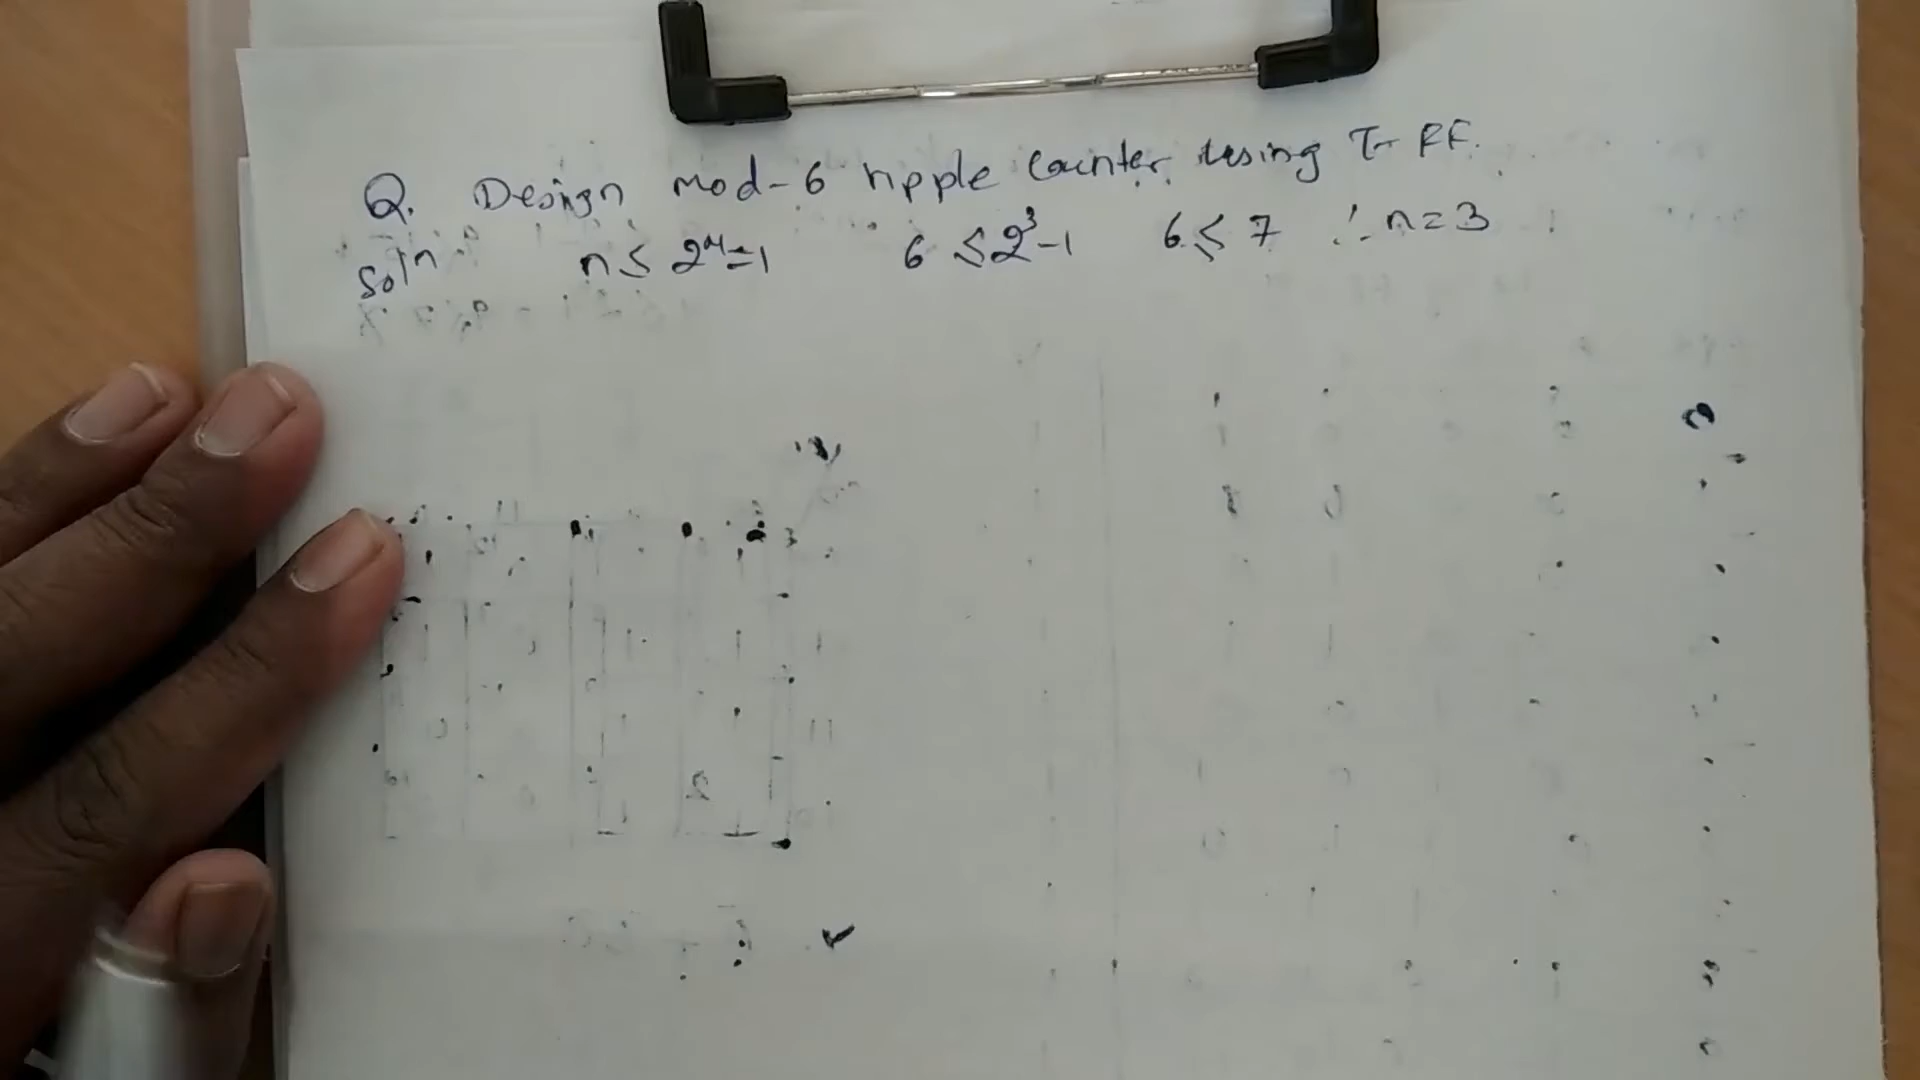 Q. Design mod-6 ripple counter using T-FF.
Soln n ≤ 2ⁿ-1 6 ≤ 2³-1 6 ≤ 7 ∴ n=3